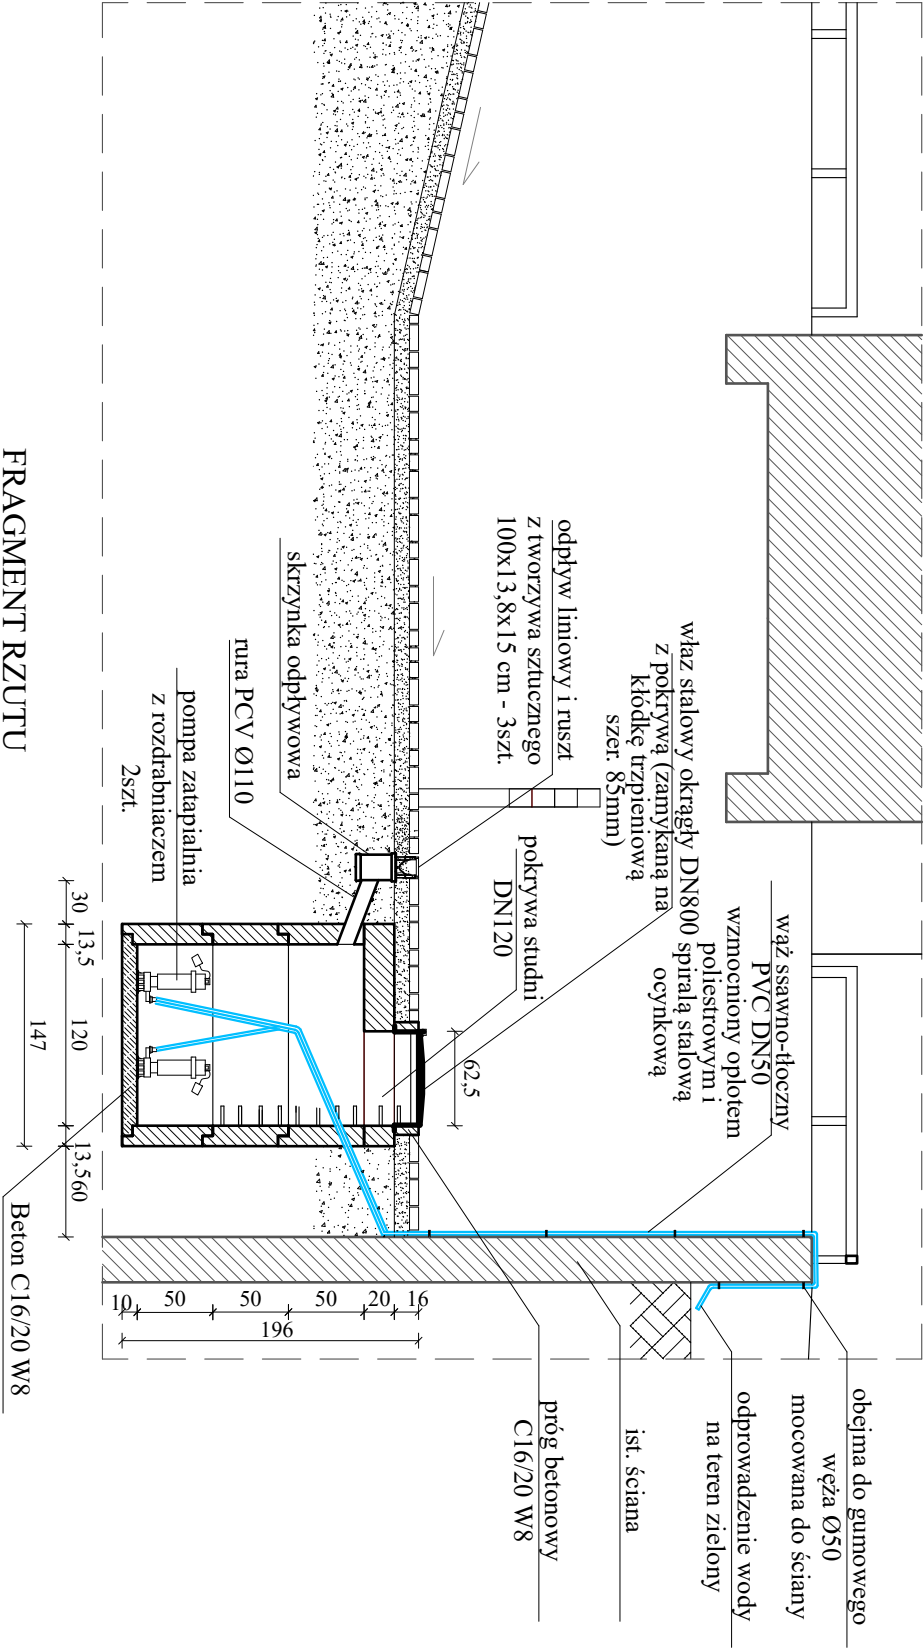 odpływ liniowy i ruszt
z tworzywa sztucznego
100x13,8x15 cm - 3szt.
właz stalowy okrągły DN800
z pokrywą (zamykaną na
kłódkę trzpieniową
szer. 85mm)
wąż ssawno-tłoczny
PVC DN50
wzmocniony oplotem
poliestrowym i
spiralą stalową
ocynkową
obejma do gumowego
węża Ø50
mocowana do ściany
odprowadzenie wody
na teren zielony
ist. ściana
próg betonowy
C16/20 W8
pokrywa studni
DN120
skrzynka odpływowa
rura PCV Ø110
pompa zatapialnia
z rozdrabniaczem
2szt.
62,5
30
13,5
120
13,5
60
147
10
50
50
50
20
16
196
Beton C16/20 W8
FRAGMENT RZUTU